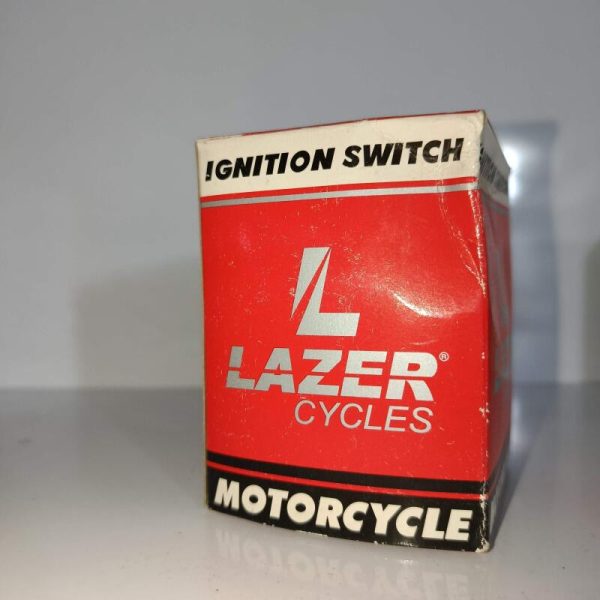 IGNITION SWITCH
L
LAZER®
CYCLES
MOTORCYCLE